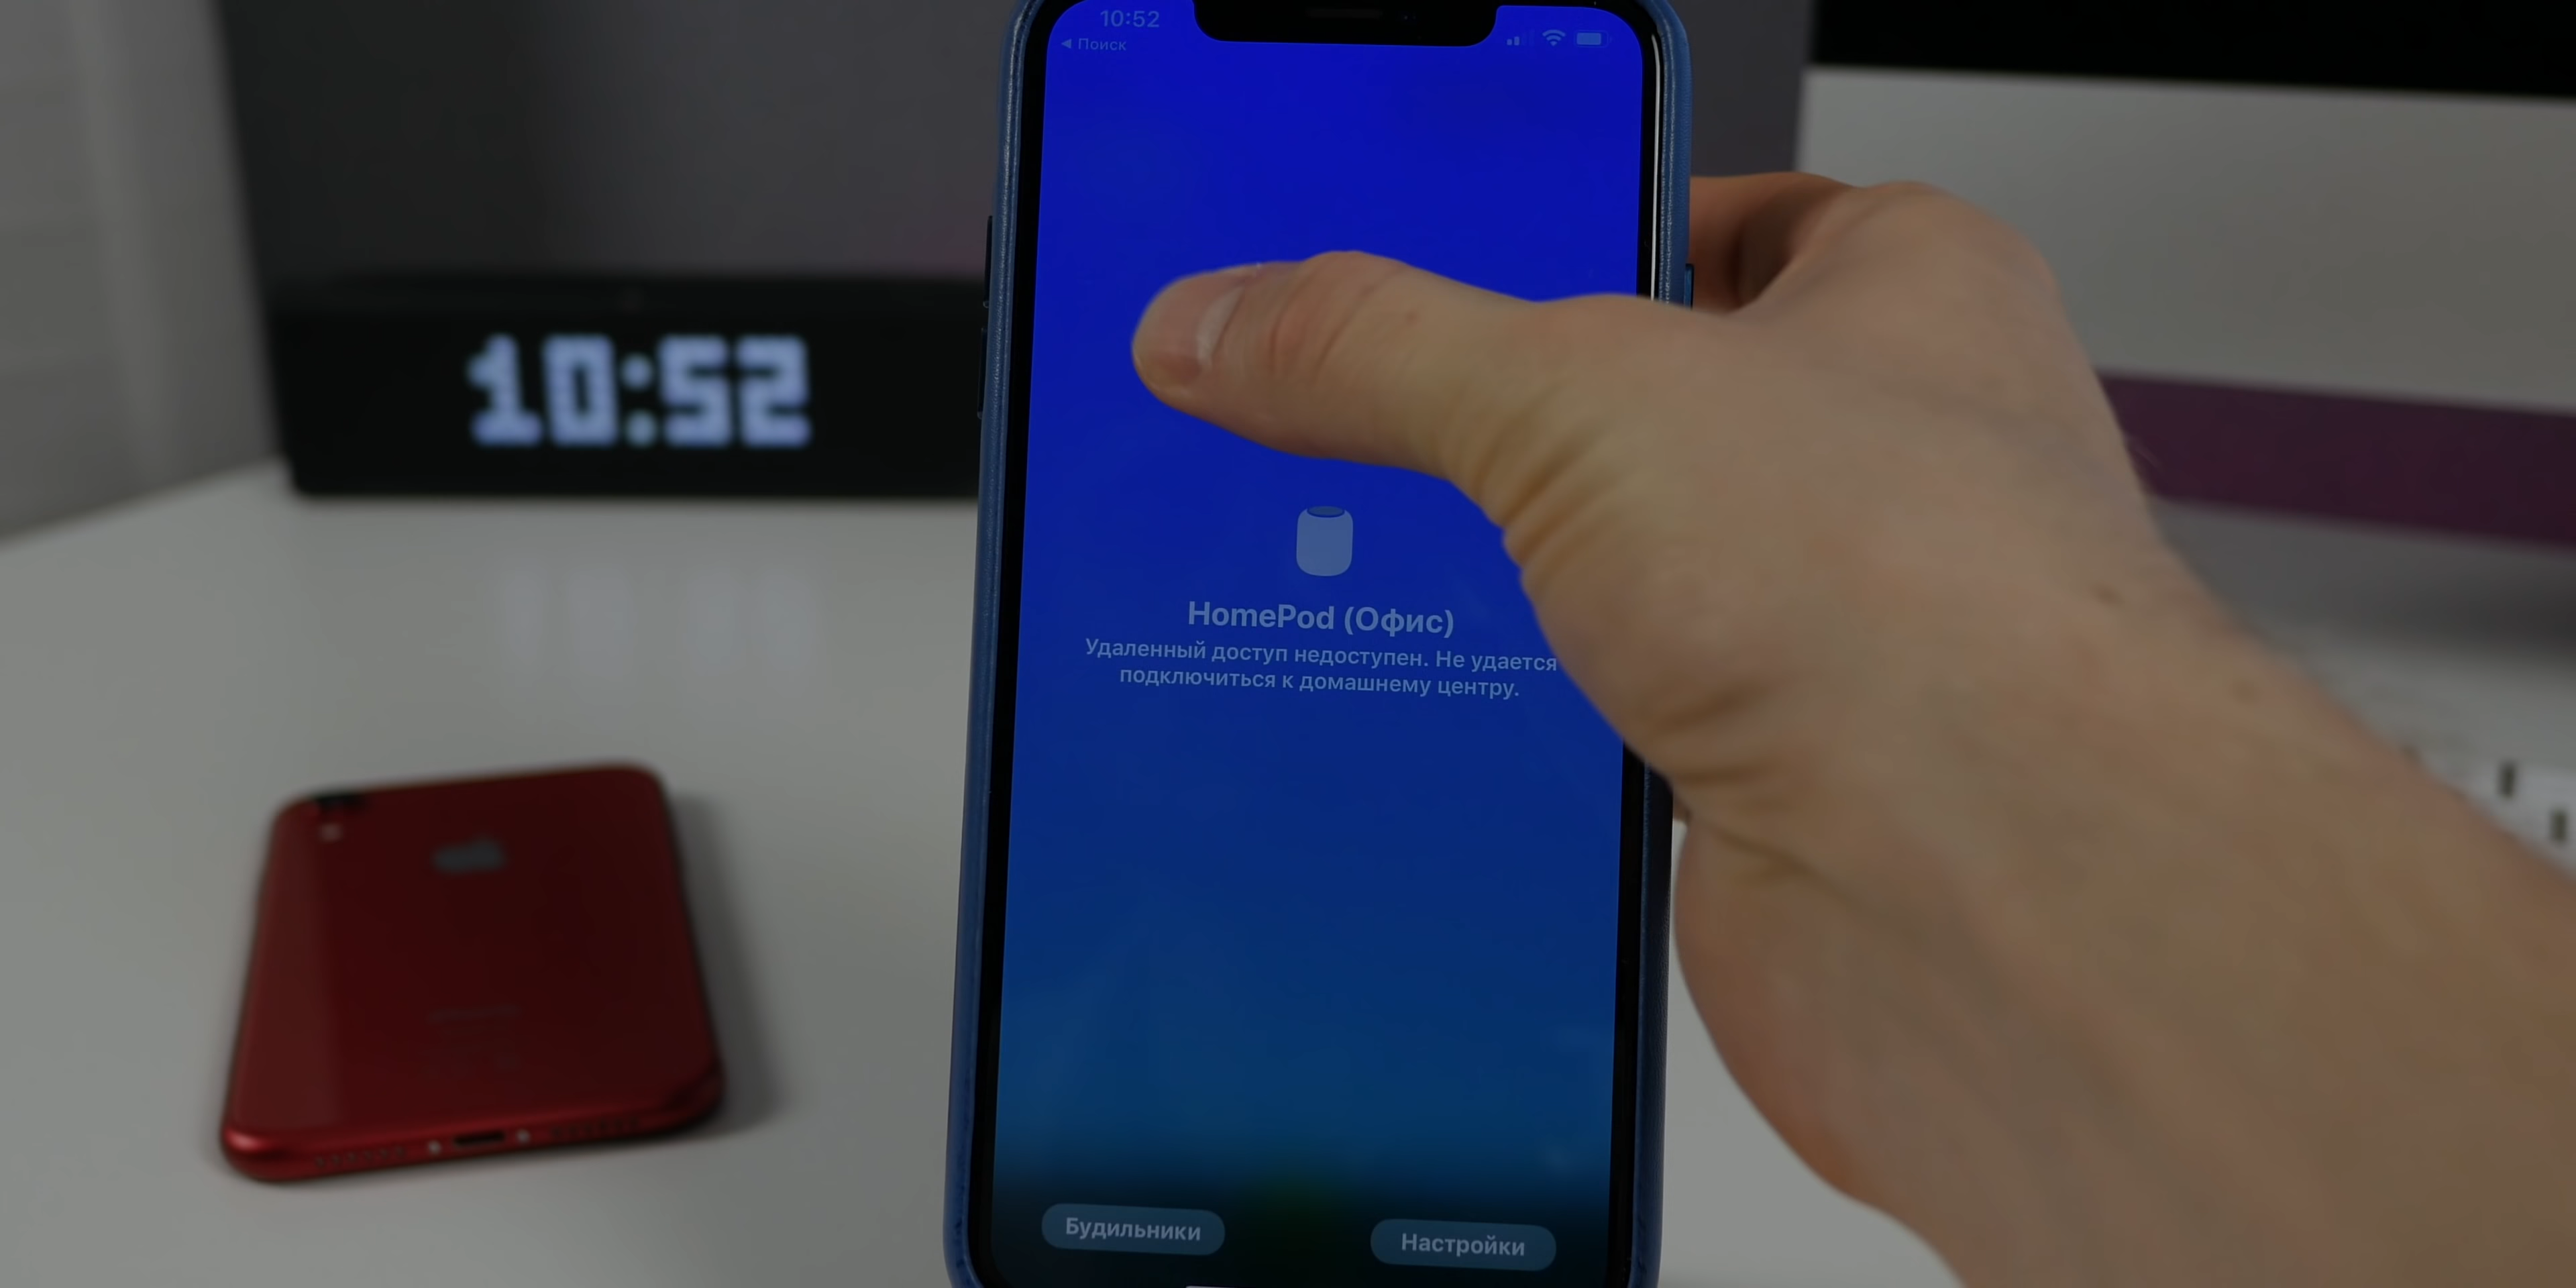 10:52
◀ Поиск
10:52
HomePod (Офис)
Удаленный доступ недоступен. Не удается
подключиться к домашнему центру.
Будильники
Настройки